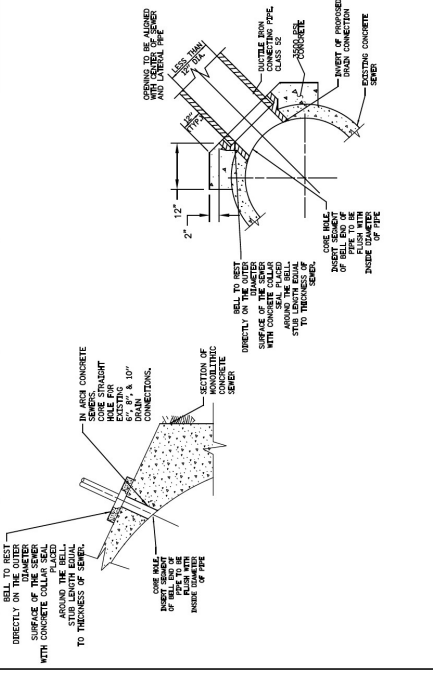 BELL TO REST
DIRECTLY ON THE OUTER
DIAMETER
SURFACE OF THE SEWER
WITH CONCRETE COLLAR SEAL
PLACED
AROUND THE BELL.
STUB LENGTH EQUAL
TO THICKNESS OF SEWER.
IN ARCH CONCRETE
SEWERS.
CORE STRAIGHT
HOLE FOR
EXISTING
6", 8", & 10"
DRAIN
CONNECTIONS.
SECTION OF
MONOILITHIC
CONCRETE
SEWER
CORE HOLE.
INSERT SEGMENT
OF BELL END OF
PIPE TO BE
FLUSH WITH
INSIDE DIAMETER
OF PIPE
OPENING TO BE ALIGNED
WITH CENTER OF SEWER
AND LATERAL PIPE
LESS THAN
12" DIA.
12"
(TYP.)
12"
2"
DUCTILE IRON
CONNECTING PIPE,
CLASS 52
3500 PSI
CONCRETE
INVERT OF PROPOSED
DRAIN CONNECTION
EXISTING CONCRETE
SEWER
BELL TO REST
DIRECTLY ON THE OUTER
DIAMETER
SURFACE OF THE SEWER
WITH CONCRETE COLLAR
SEAL PLACED
AROUND THE BELL.
STUB LENGTH EQUAL
TO THICKNESS OF
SEWER.
CORE HOLE.
INSERT SEGMENT
OF BELL END OF
PIPE TO BE
FLUSH WITH
INSIDE DIAMETER
OF PIPE